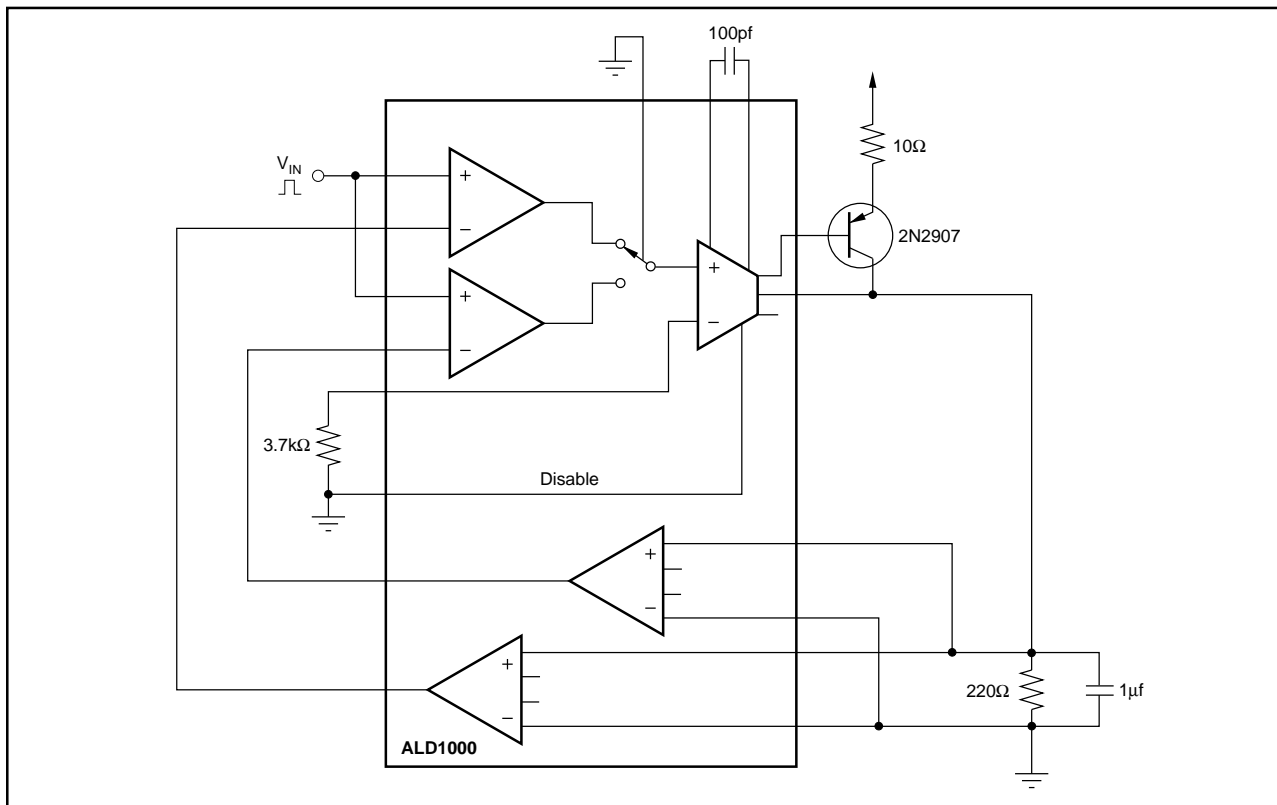 100pf
10Ω
V_IN
+
−
2N2907
+
−
+
−
3.7kΩ
Disable
+
−
+
−
220Ω
1μf
ALD1000